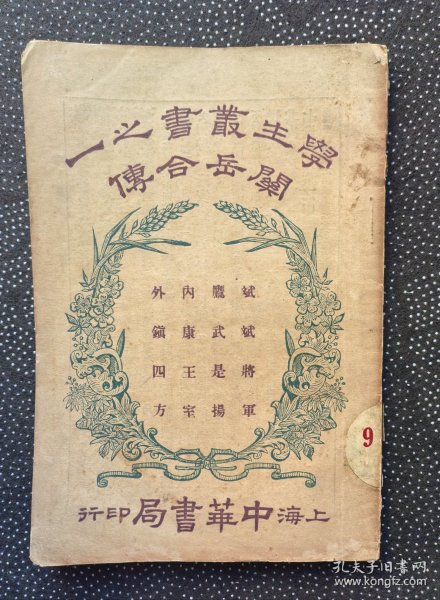 學生叢書之一
關岳合傳
斌斌將軍
鷹武是揚
內康王室
外鎮四方
9
上海中華書局印行
孔夫子旧书网
www.kongfz.com